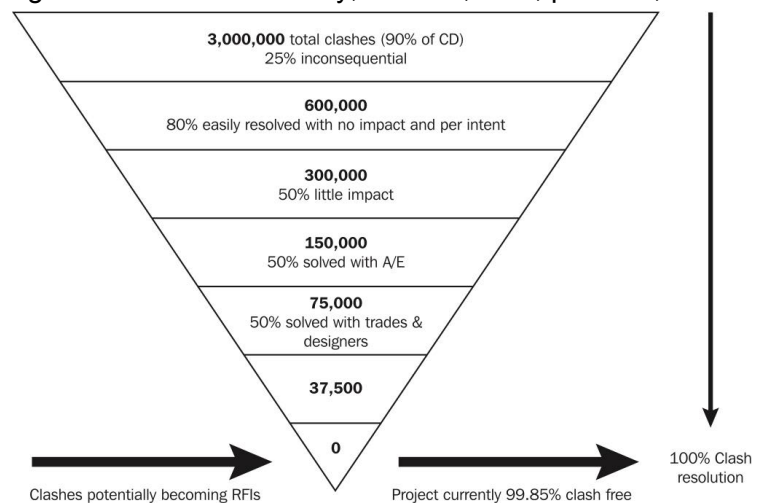 3,000,000 total clashes (90% of CD)
25% inconsequential
600,000
80% easily resolved with no impact and per intent
300,000
50% little impact
150,000
50% solved with A/E
75,000
50% solved with trades &
designers
37,500
0
Clashes potentially becoming RFIs
Project currently 99.85% clash free
100% Clash
resolution